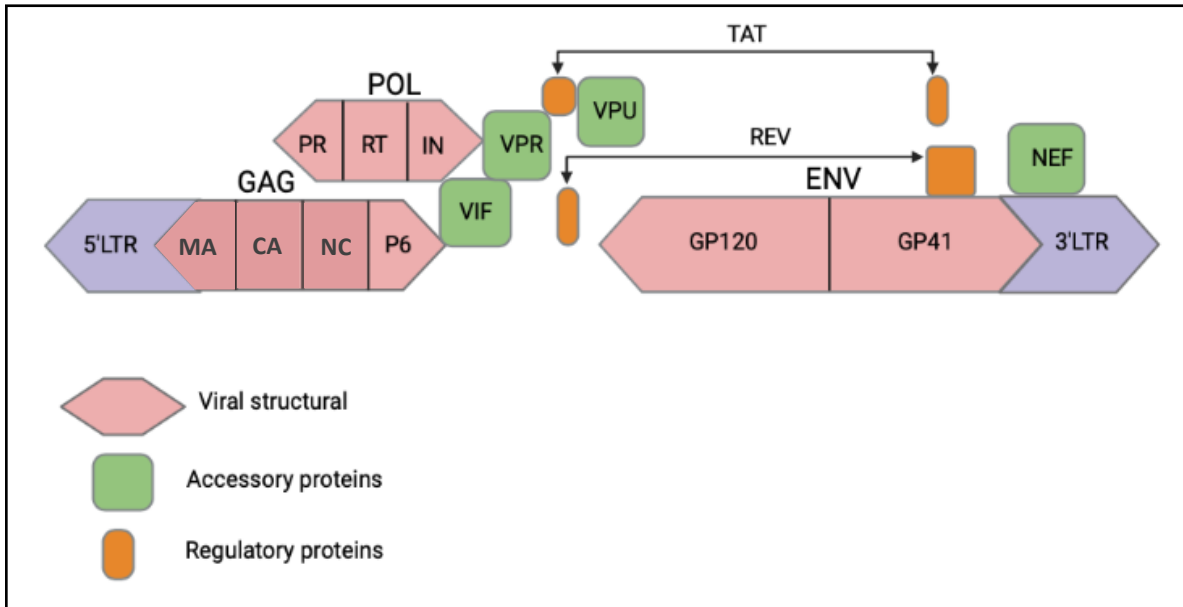 TAT
POL
VPU
PR
RT
IN
VPR
REV
GAG
ENV
NEF
VIF
5'LTR
MA
CA
NC
P6
GP120
GP41
3'LTR
Viral structural
Accessory proteins
Regulatory proteins